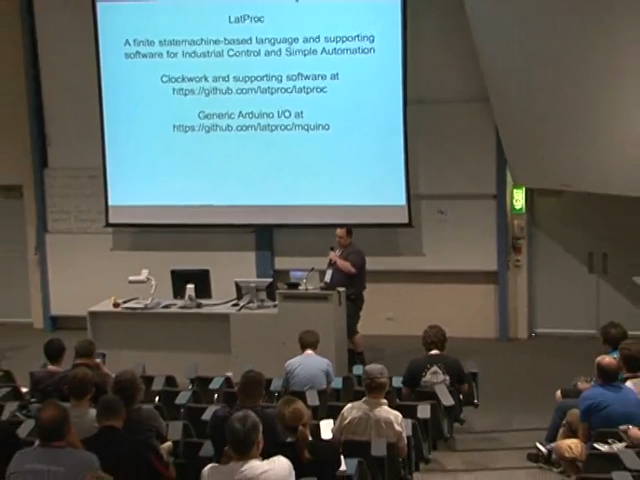 LatProc
A finite statemachine-based language and supporting
software for Industrial Control and Simple Automation
Clockwork and supporting software at
https://github.com/latproc/latproc
Generic Arduino I/O at
https://github.com/latproc/mquino